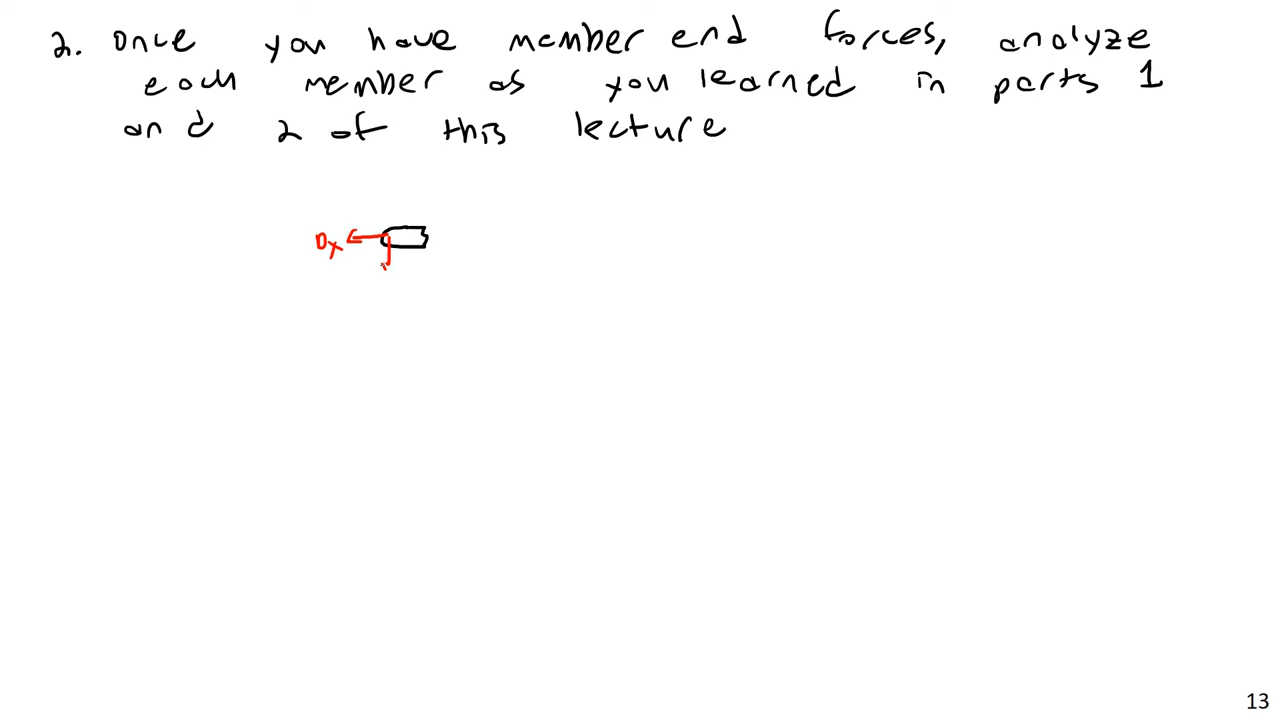 2. Once you have member end forces, analyze
each member as you learned in parts 1
and 2 of this lecture
Dx
13